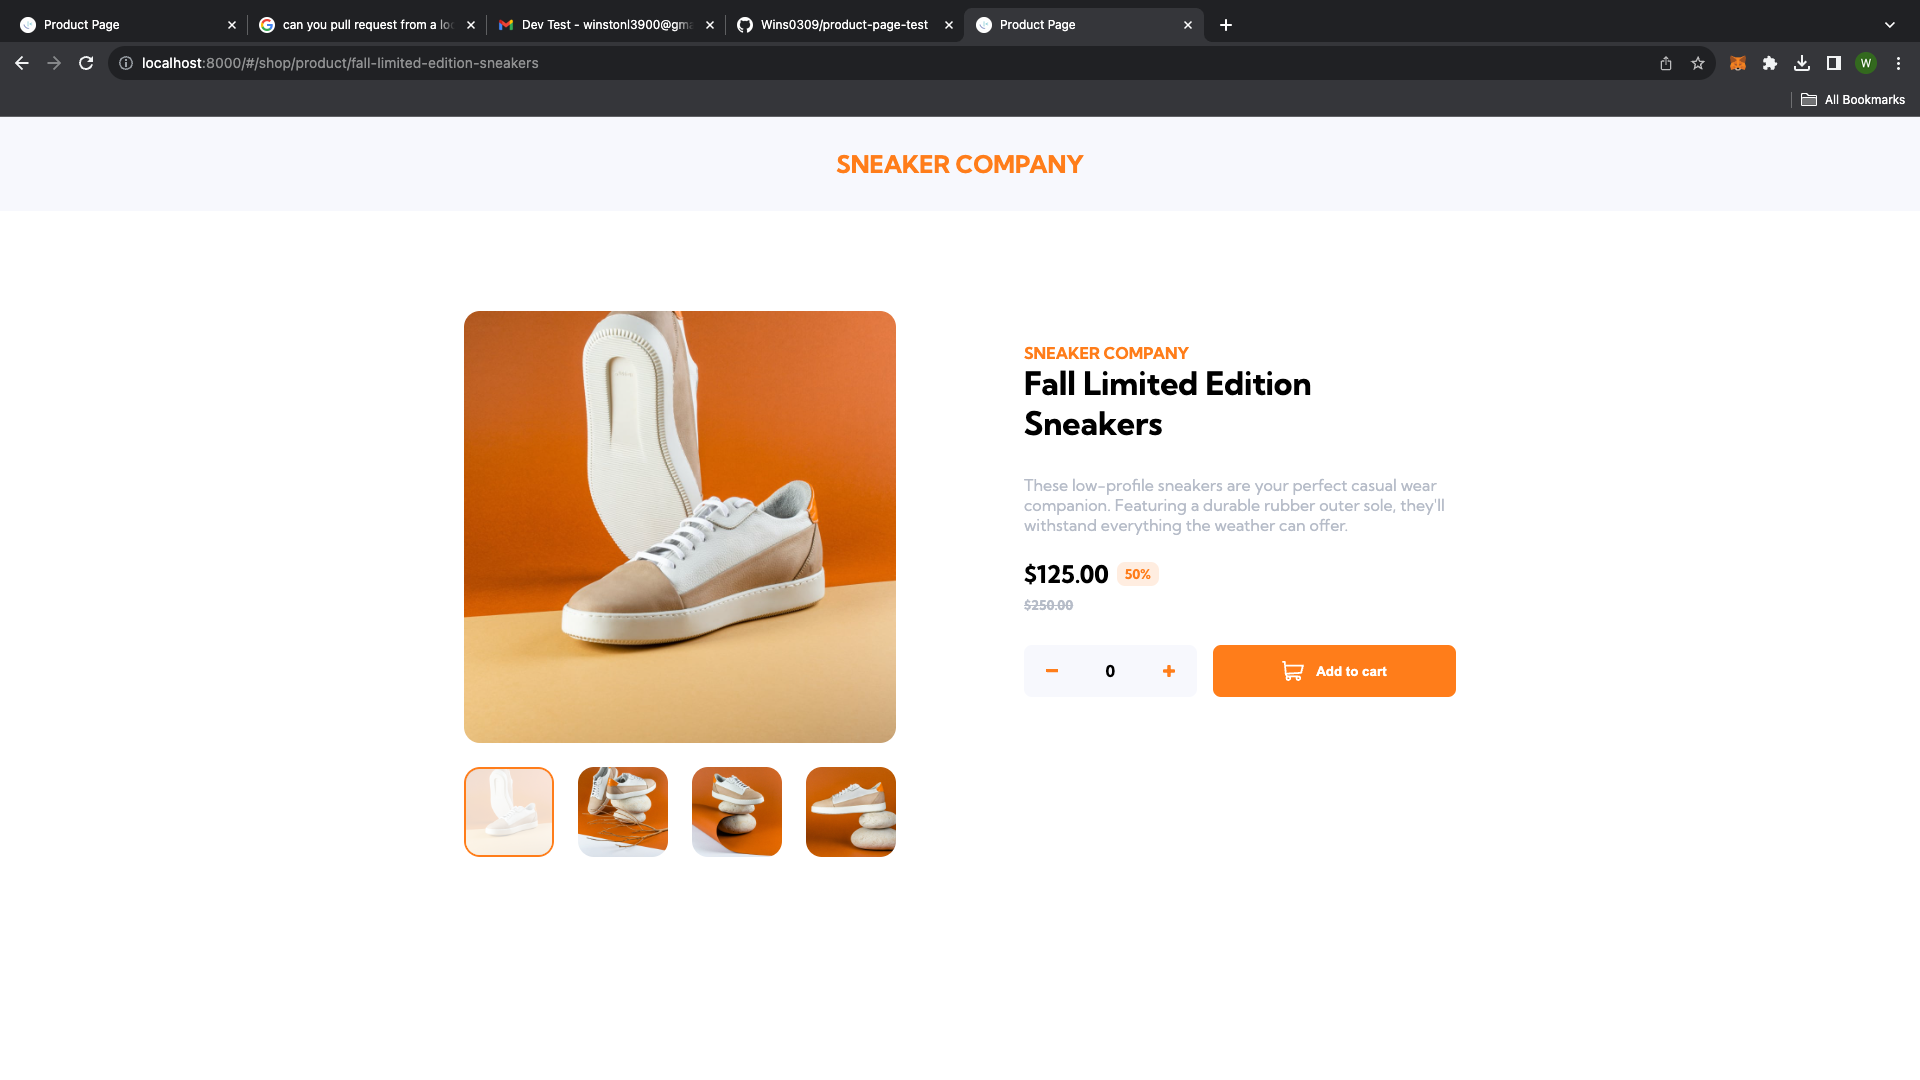 Product Page
can you pull request from a loc
Dev Test - winstonl3900@gma
Wins0309/product-page-test
Product Page
localhost:8000/#/shop/product/fall-limited-edition-sneakers
W
All Bookmarks
SNEAKER COMPANY
SNEAKER COMPANY
Fall Limited Edition
Sneakers
These low-profile sneakers are your perfect casual wear
companion. Featuring a durable rubber outer sole, they'll
withstand everything the weather can offer.
$125.00 50%
$250.00
0
Add to cart